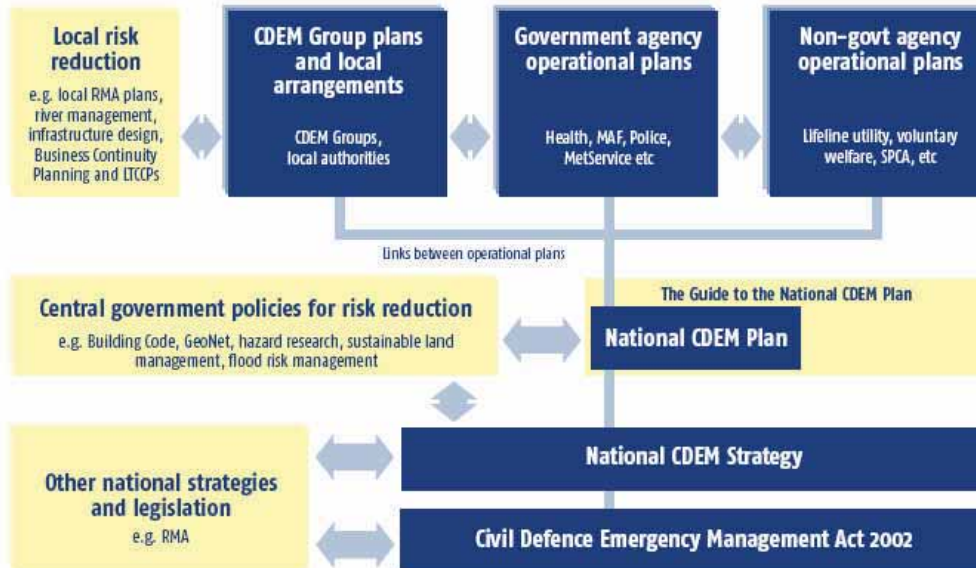 Local risk
reduction
e.g. local RMA plans,
river management,
infrastructure design,
Business Continuity
Planning and LTCCPs
CDEM Group plans
and local
arrangements
CDEM Groups,
local authorities
Government agency
operational plans
Health, MAF, Police,
MetService etc
Non-govt agency
operational plans
Lifeline utility, voluntary
welfare, SPCA, etc
Links between operational plans
Central government policies for risk reduction
e.g. Building Code, GeoNet, hazard research, sustainable land
management, flood risk management
The Guide to the National CDEM Plan
National CDEM Plan
Other national strategies
and legislation
e.g. RMA
National CDEM Strategy
Civil Defence Emergency Management Act 2002